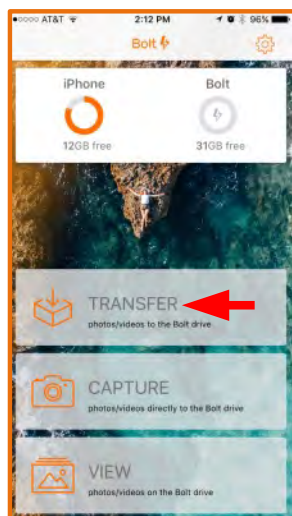 AT&T 2:12 PM 96%
Bolt
iPhone Bolt
12GB free 31GB free
TRANSFER
photos/videos to the Bolt drive
CAPTURE
photos/videos directly to the Bolt drive
VIEW
photos/videos on the Bolt drive